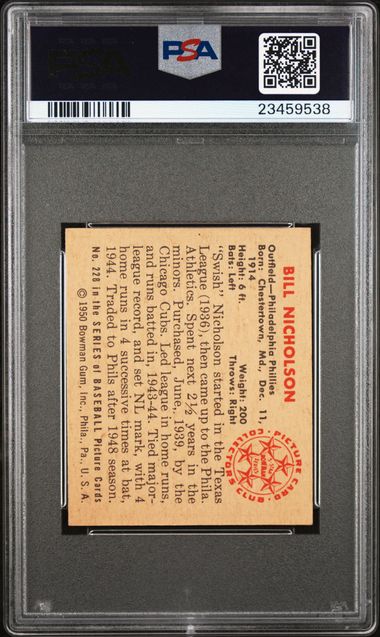 PSA
PSA
23459538
BILL NICHOLSON
Outfield—Philadelphia Phillies
Born: Chestertown, Md., Dec. 11,
1914
Height: 6 ft. Weight: 200
Bats: Left Throws: Right
PICTURE CARD
COLLECTORS CLUB
"Swish" Nicholson started in the Texas
League (1936), then came up to the Phila.
Athletics. Spent next 2½ years in the
minors. Purchased, June, 1939, by the
Chicago Cubs. Led league in home runs,
and runs batted in, 1943-44. Tied major-
league record, and set NL mark, with 4
home runs in 4 successive times at bat,
1944. Traded to Phils after 1948 season.
No. 228 in the SERIES of BASEBALL Picture Cards
© 1950 Bowman Gum, Inc., Phila., Pa., U. S. A.